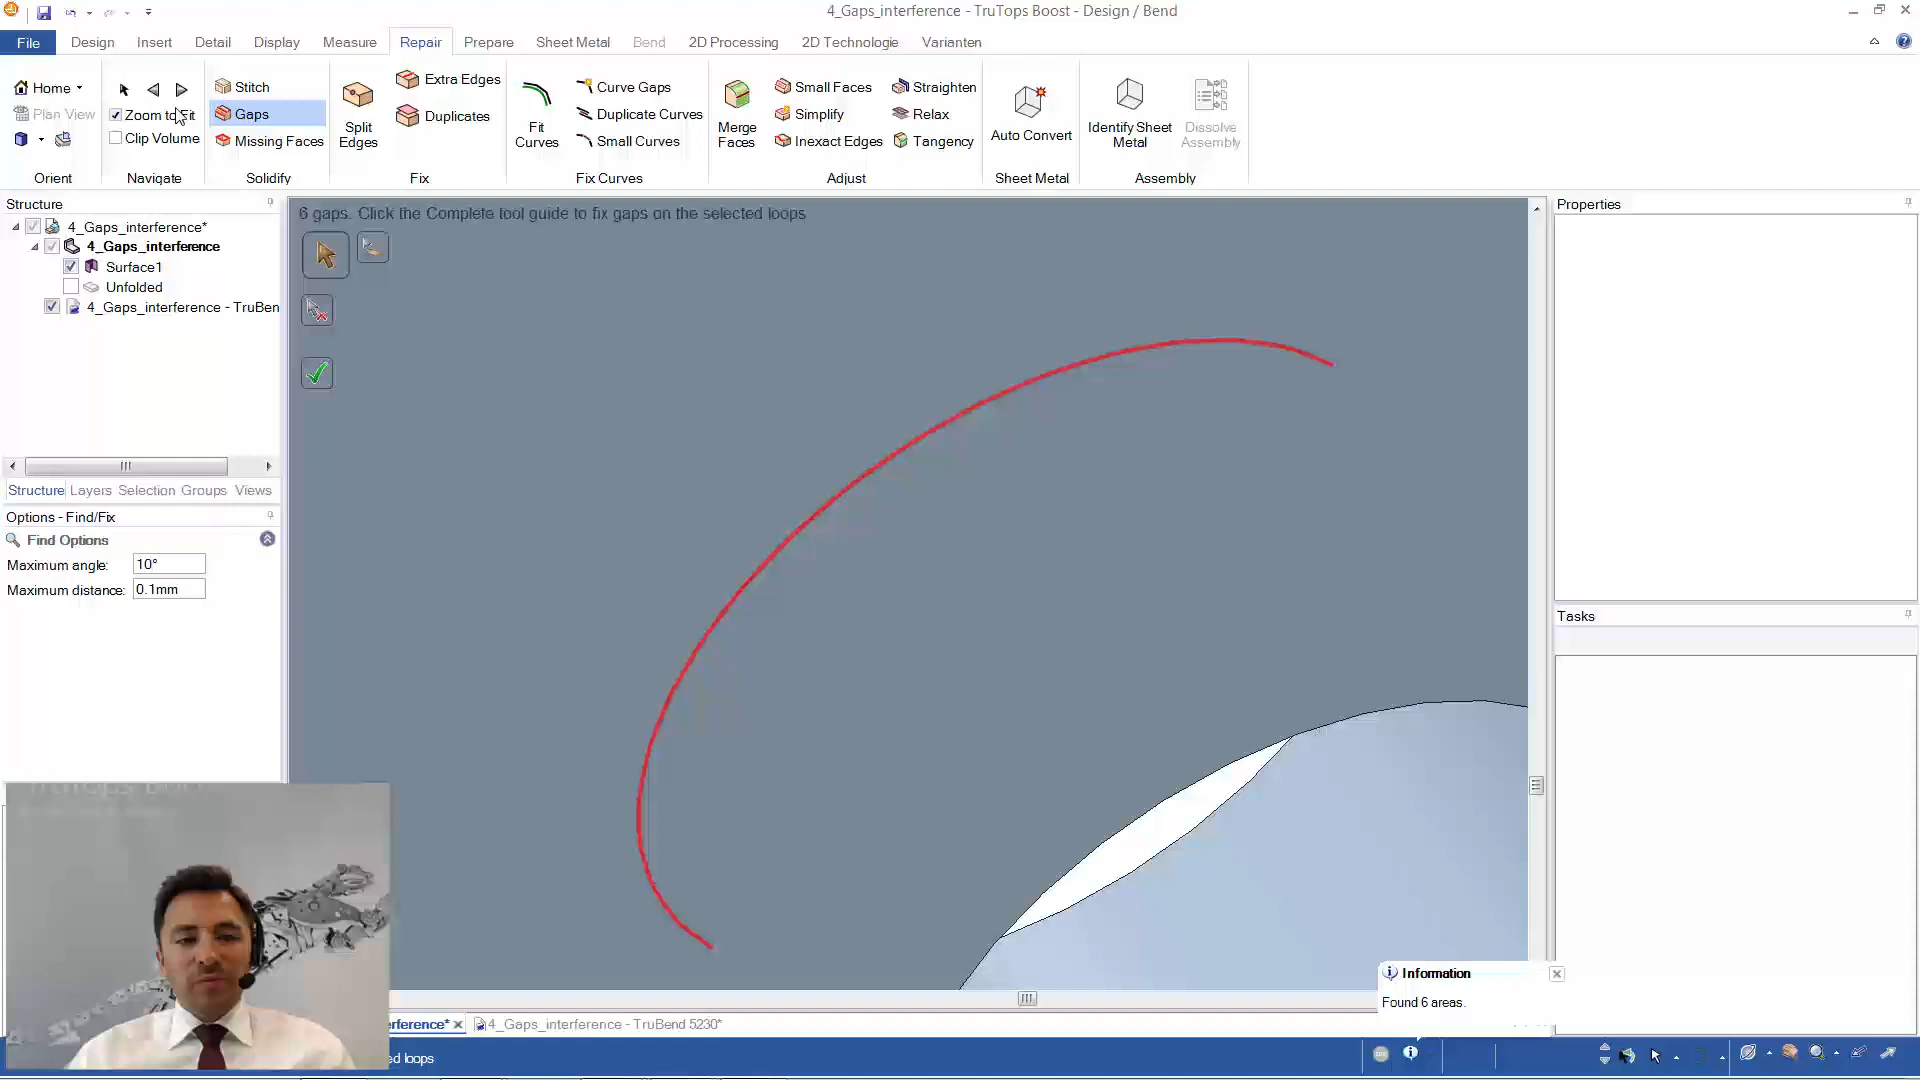 4_Gaps_interference - TruTops Boost - Design / Bend
File Design Insert Detail Display Measure Repair Prepare Sheet Metal Bend 2D Processing 2D Technologie Varianten
Home
Plan View
Orient
Zoom to Fit
Clip Volume
Navigate
Stitch
Gaps
Missing Faces
Solidify
Split Edges
Extra Edges
Duplicates
Fix
Fit Curves
Curve Gaps
Duplicate Curves
Small Curves
Fix Curves
Merge Faces
Small Faces
Simplify
Inexact Edges
Straighten
Relax
Tangency
Adjust
Auto Convert
Sheet Metal
Identify Sheet Metal
Dissolve Assembly
Assembly
Structure
4_Gaps_interference*
4_Gaps_interference
Surface1
Unfolded
4_Gaps_interference - TruBen
Structure Layers Selection Groups Views
Options - Find/Fix
Find Options
Maximum angle: 10°
Maximum distance: 0.1mm
6 gaps. Click the Complete tool guide to fix gaps on the selected loops
Properties
Tasks
Information
Found 6 areas.
erference* 4_Gaps_interference - TruBend 5230*
ed loops